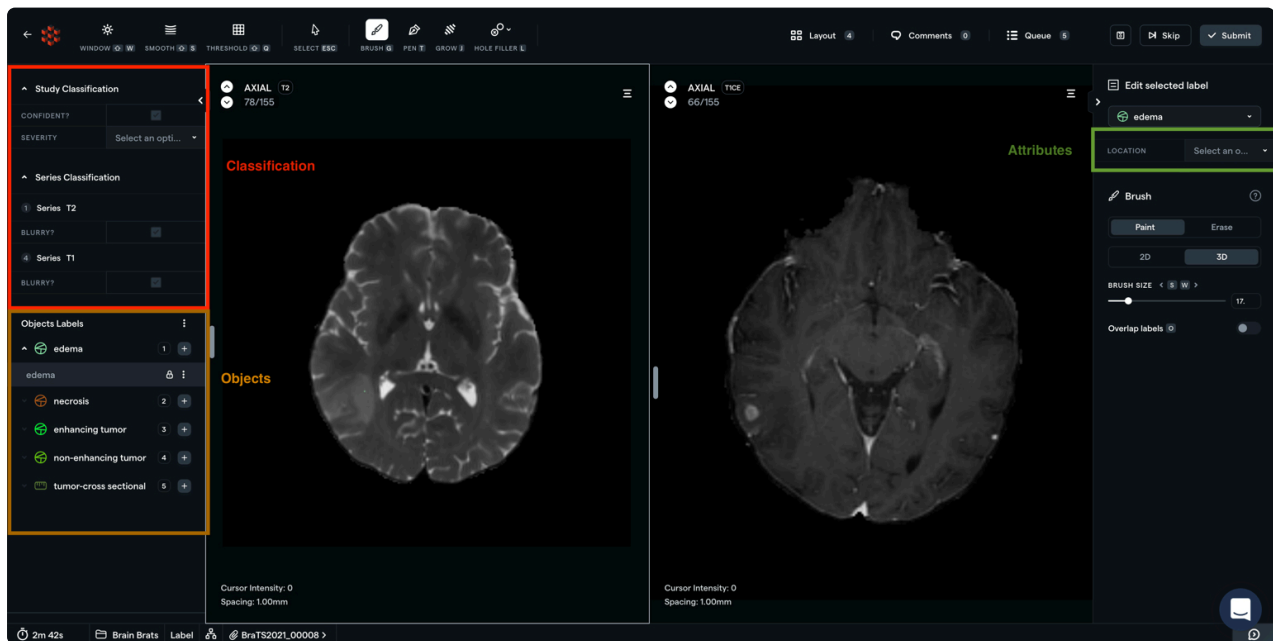 WINDOW ⇧ W
SMOOTH ⇧ S
THRESHOLD ⇧ Q
SELECT ESC
BRUSH G
PEN T
GROW J
HOLE FILLER L
Layout 4
Comments 0
Queue 5
Skip
Submit
Study Classification
CONFIDENT?
SEVERITY Select an opti...
Series Classification
1 Series T2
BLURRY?
4 Series T1
BLURRY?
Objects Labels
edema 1 +
edema
necrosis 2 +
enhancing tumor 3 +
non-enhancing tumor 4 +
tumor-cross sectional 5 +
AXIAL T2
78/155
Classification
Objects
Cursor Intensity: 0
Spacing: 1.00mm
AXIAL T1CE
66/155
Attributes
Cursor Intensity: 0
Spacing: 1.00mm
Edit selected label
edema
LOCATION Select an o...
Brush ?
Paint Erase
2D 3D
BRUSH SIZE < S W >
17.
Overlap labels O
2m 42s
Brain Brats
Label
BraTS2021_00008 >